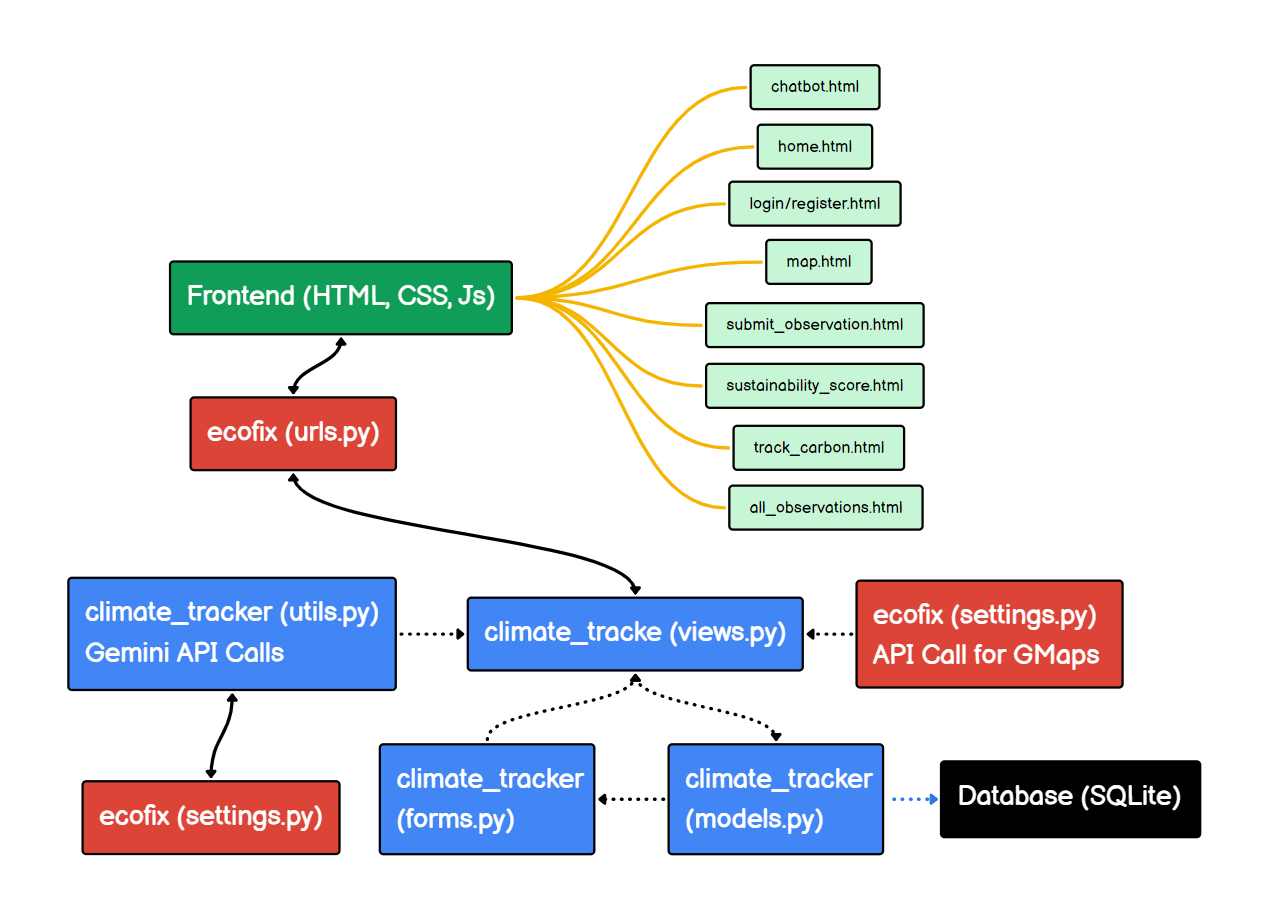 chatbot.html
home.html
login/register.html
map.html
Frontend (HTML, CSS, Js)
submit_observation.html
sustainability_score.html
ecofix (urls.py)
track_carbon.html
all_observations.html
climate_tracker (utils.py)
Gemini API Calls
climate_tracke (views.py)
ecofix (settings.py)
API Call for GMaps
ecofix (settings.py)
climate_tracker
(forms.py)
climate_tracker
(models.py)
Database (SQLite)